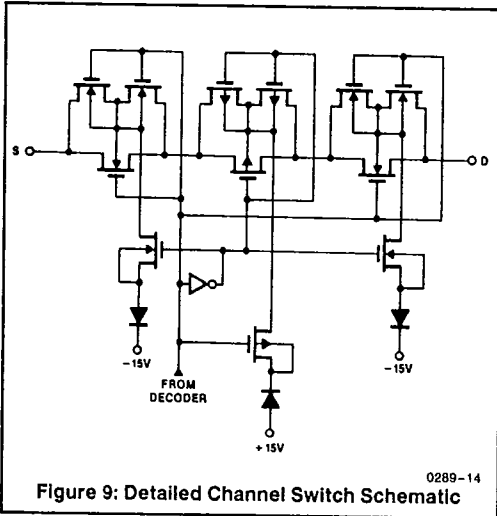 S
D
-15V
FROM
DECODER
-15V
+15V
0289-14
Figure 9: Detailed Channel Switch Schematic